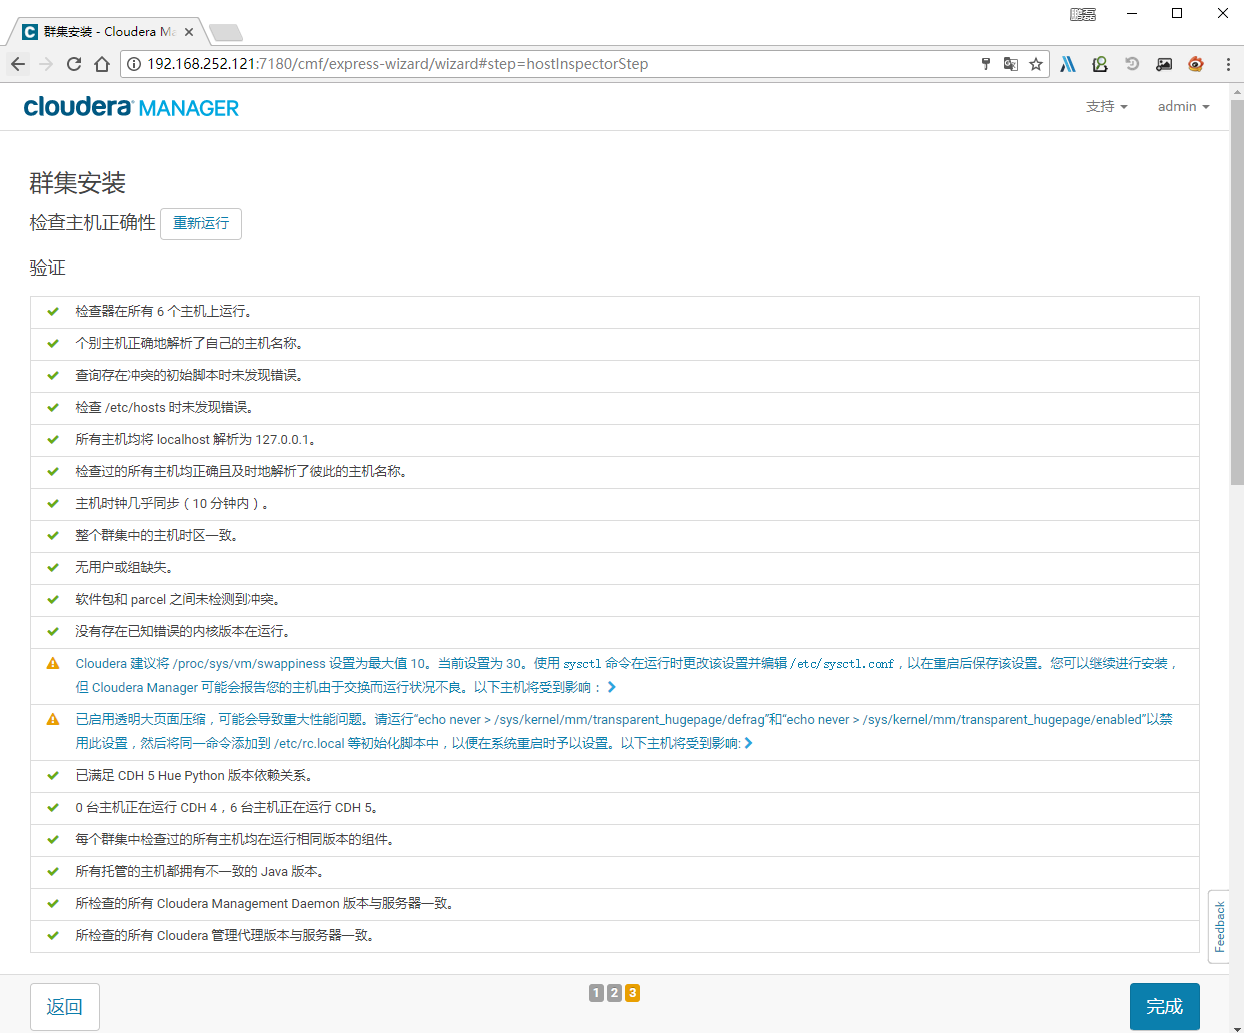 鹏磊
群集安装 - Cloudera Ma
192.168.252.121:7180/cmf/express-wizard/wizard#step=hostInspectorStep
cloudera MANAGER
支持
admin
群集安装
检查主机正确性 重新运行
验证
检查器在所有 6 个主机上运行。
个别主机正确地解析了自己的主机名称。
查询存在冲突的初始脚本时未发现错误。
检查 /etc/hosts 时未发现错误。
所有主机均将 localhost 解析为 127.0.0.1。
检查过的所有主机均正确且及时地解析了彼此的主机名称。
主机时钟几乎同步（10 分钟内）。
整个群集中的主机时区一致。
无用户或组缺失。
软件包和 parcel 之间未检测到冲突。
没有存在已知错误的内核版本在运行。
Cloudera 建议将 /proc/sys/vm/swappiness 设置为最大值 10。当前设置为 30。使用 sysctl 命令在运行时更改该设置并编辑 /etc/sysctl.conf，以在重启后保存该设置。您可以继续进行安装，
但 Cloudera Manager 可能会报告您的主机由于交换而运行状况不良。以下主机将受到影响：
已启用透明大页面压缩，可能会导致重大性能问题。请运行“echo never > /sys/kernel/mm/transparent_hugepage/defrag”和“echo never > /sys/kernel/mm/transparent_hugepage/enabled”以禁
用此设置，然后将同一命令添加到 /etc/rc.local 等初始化脚本中，以便在系统重启时予以设置。以下主机将受到影响:
已满足 CDH 5 Hue Python 版本依赖关系。
0 台主机正在运行 CDH 4，6 台主机正在运行 CDH 5。
每个群集中检查过的所有主机均在运行相同版本的组件。
所有托管的主机都拥有不一致的 Java 版本。
所检查的所有 Cloudera Management Daemon 版本与服务器一致。
所检查的所有 Cloudera 管理代理版本与服务器一致。
Feedback
返回
1 2 3
完成